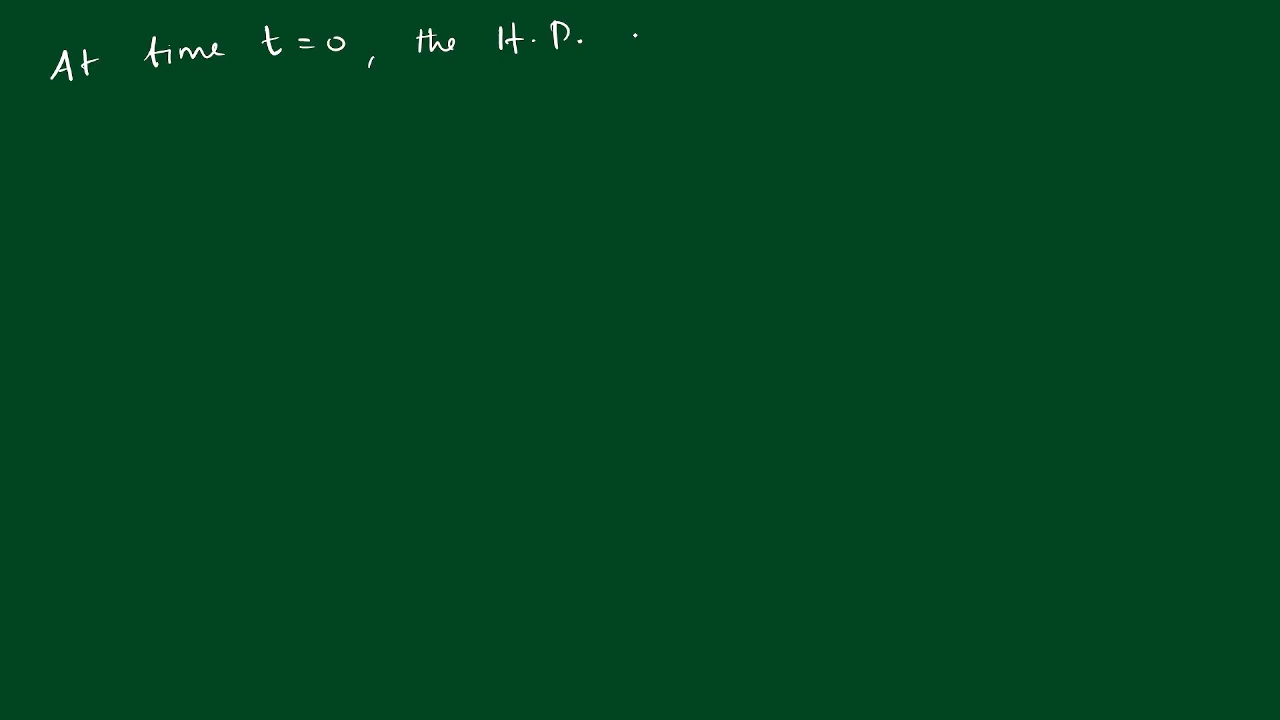 At time t = 0, the H.D.